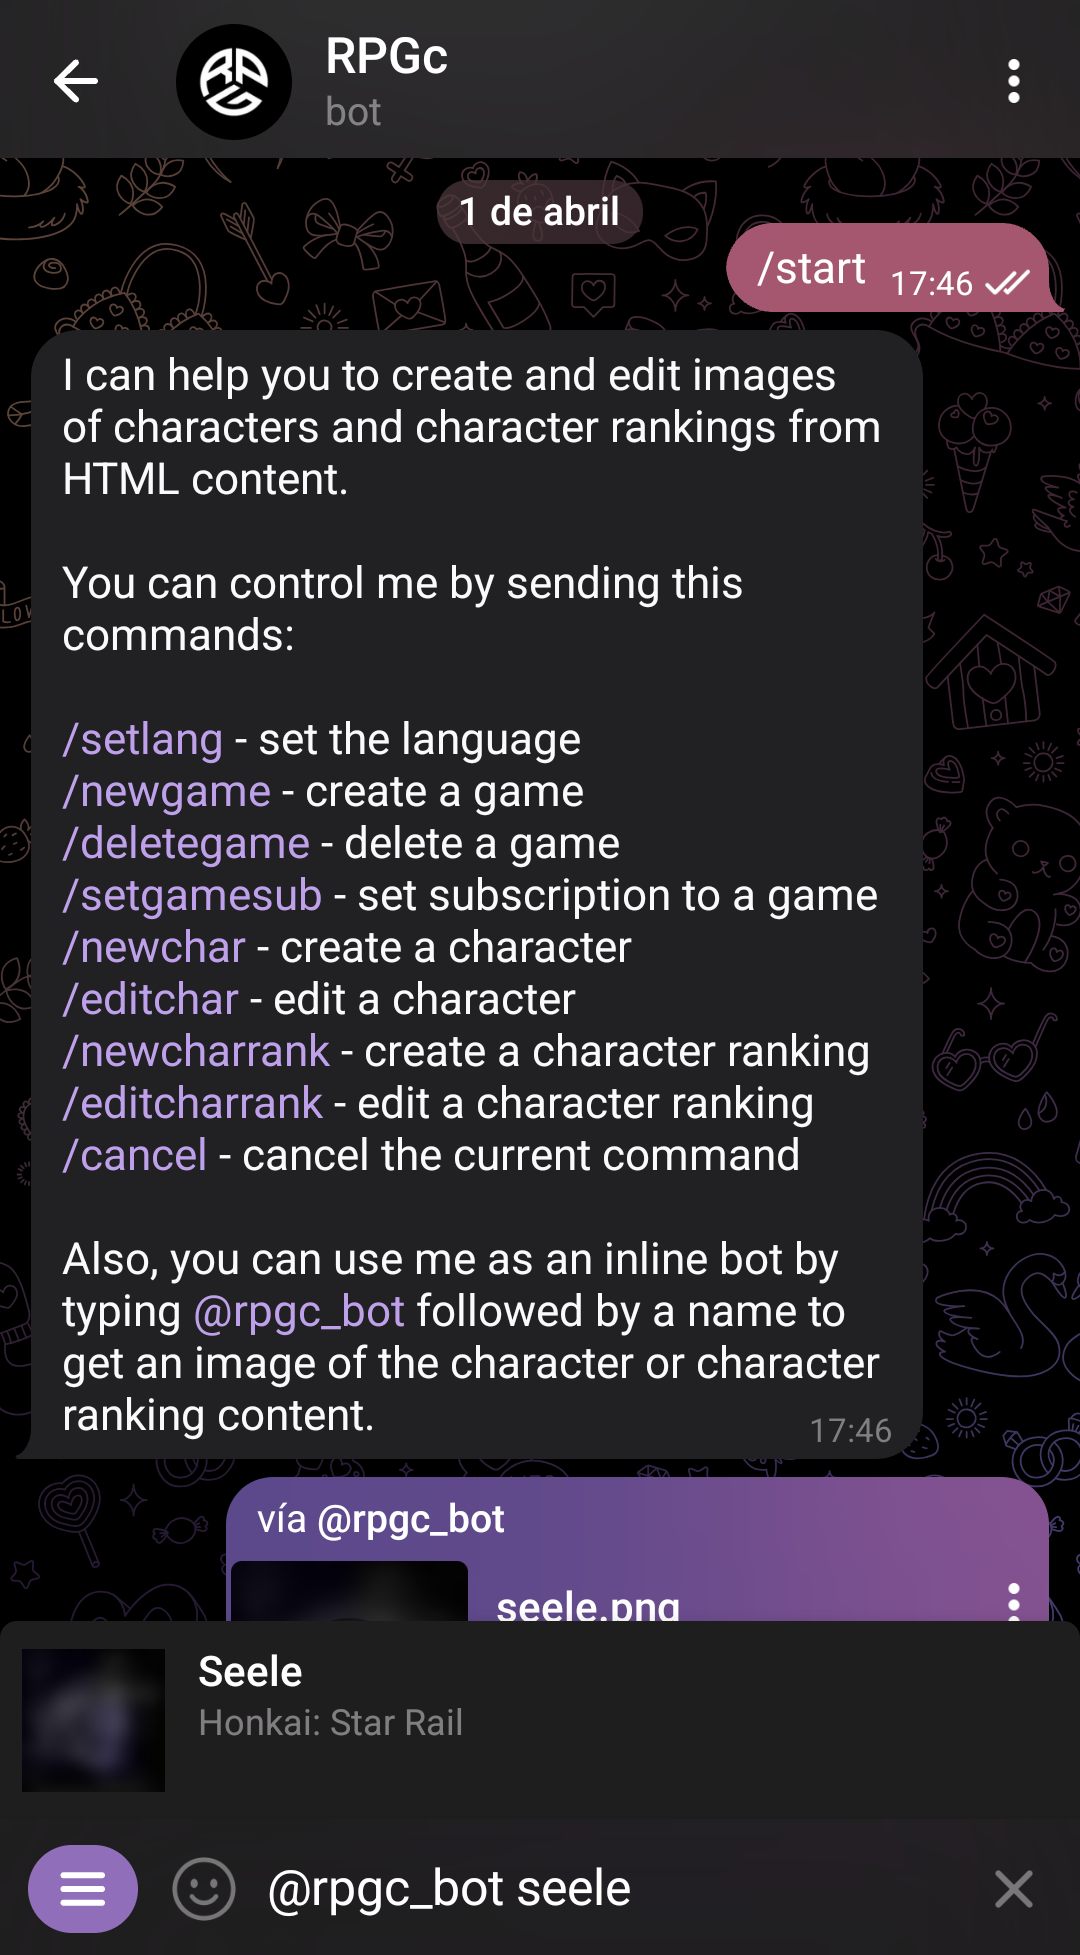 RPGc
bot
1 de abril
/start 17:46
I can help you to create and edit images
of characters and character rankings from
HTML content.
You can control me by sending this
commands:
/setlang - set the language
/newgame - create a game
/deletegame - delete a game
/setgamesub - set subscription to a game
/newchar - create a character
/editchar - edit a character
/newcharrank - create a character ranking
/editcharrank - edit a character ranking
/cancel - cancel the current command
Also, you can use me as an inline bot by
typing @rpgc_bot followed by a name to
get an image of the character or character
ranking content.
17:46
vía @rpgc_bot
seele.png
Seele
Honkai: Star Rail
@rpgc_bot seele